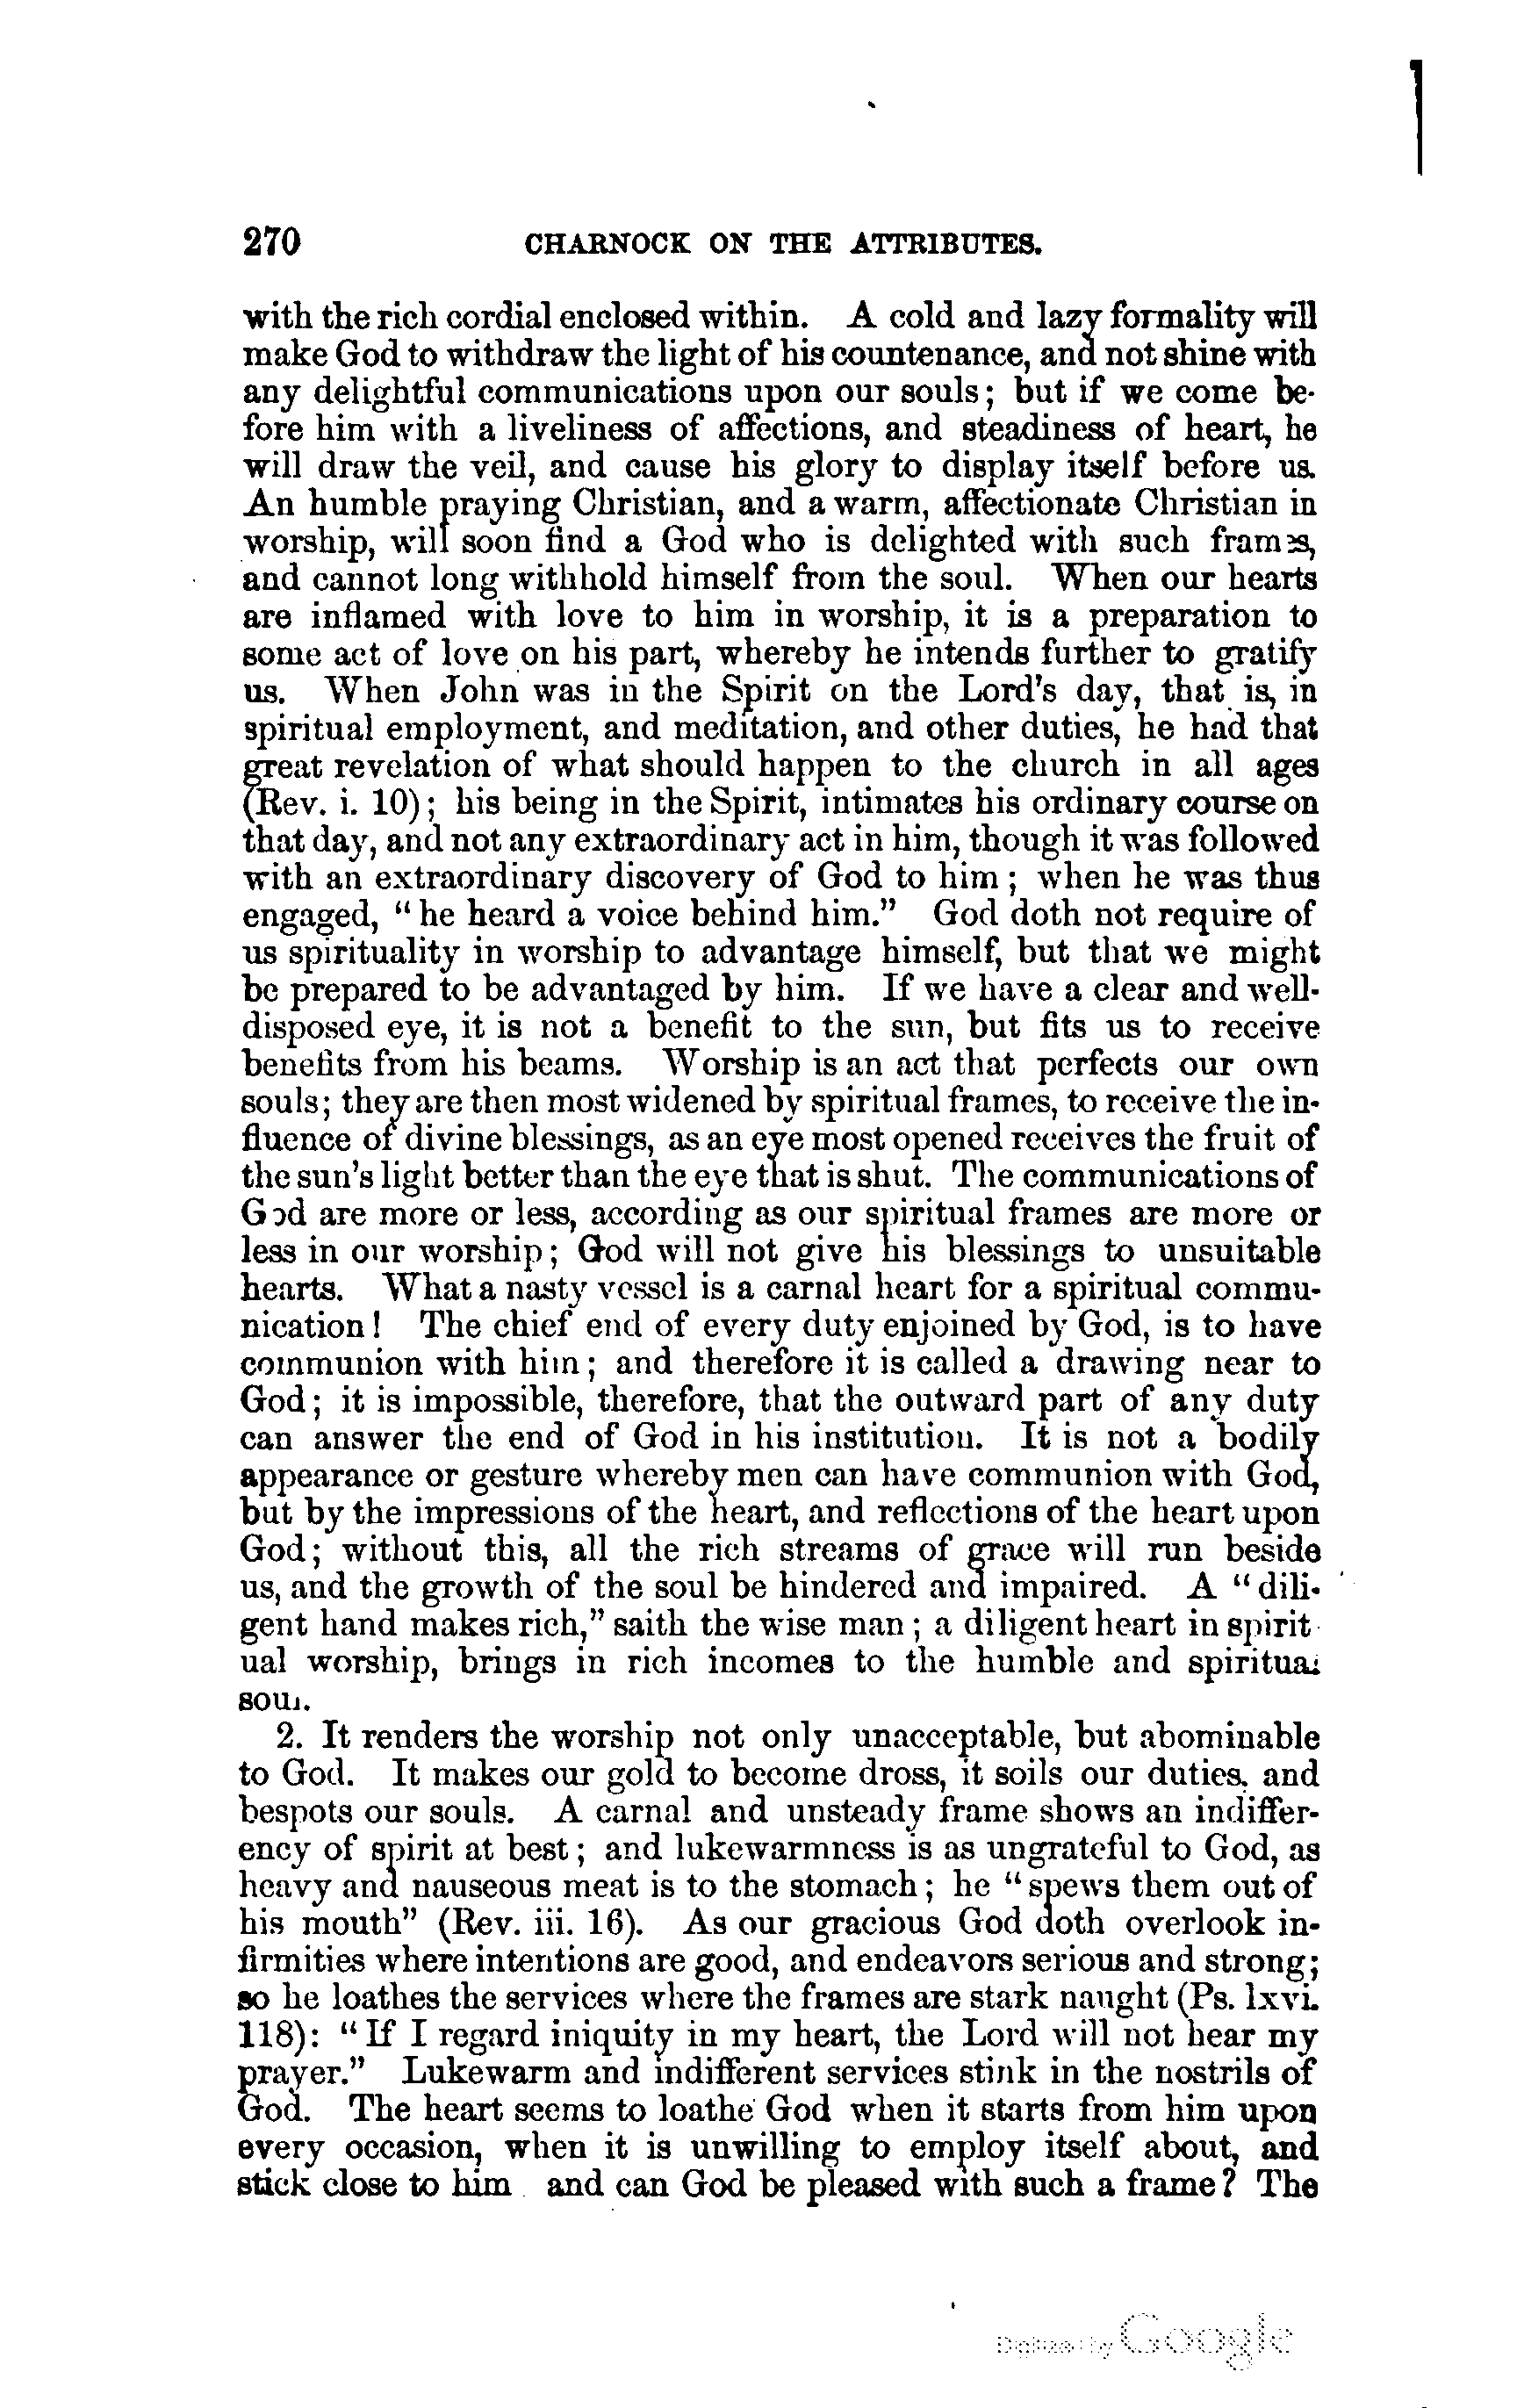 270 CHARNOCK ON THE ATTRIBUTES.
with the rich cordial enclosed within. A cold and lazy formality will
make God to withdraw the light of his countenance, and not shine with
any delightful communications upon our souls; but if we come be-
fore him with a liveliness of affections, and steadiness of heart, he
will draw the veil, and cause his glory to display itself before us.
An humble praying Christian, and a warm, affectionate Christian in
worship, will soon find a God who is delighted with such frames,
and cannot long withhold himself from the soul. When our hearts
are inflamed with love to him in worship, it is a preparation to
some act of love on his part, whereby he intends further to gratify
us. When John was in the Spirit on the Lord's day, that is, in
spiritual employment, and meditation, and other duties, he had that
great revelation of what should happen to the church in all ages
(Rev. i. 10); his being in the Spirit, intimates his ordinary course on
that day, and not any extraordinary act in him, though it was followed
with an extraordinary discovery of God to him; when he was thus
engaged, "he heard a voice behind him." God doth not require of
us spirituality in worship to advantage himself, but that we might
be prepared to be advantaged by him. If we have a clear and well-
disposed eye, it is not a benefit to the sun, but fits us to receive
benefits from his beams. Worship is an act that perfects our own
souls; they are then most widened by spiritual frames, to receive the in-
fluence of divine blessings, as an eye most opened receives the fruit of
the sun's light better than the eye that is shut. The communications of
God are more or less, according as our spiritual frames are more or
less in our worship; God will not give his blessings to unsuitable
hearts. What a nasty vessel is a carnal heart for a spiritual commu-
nication! The chief end of every duty enjoined by God, is to have
communion with him; and therefore it is called a drawing near to
God; it is impossible, therefore, that the outward part of any duty
can answer the end of God in his institution. It is not a bodily
appearance or gesture whereby men can have communion with God,
but by the impressions of the heart, and reflections of the heart upon
God; without this, all the rich streams of grace will run beside
us, and the growth of the soul be hindered and impaired. A "dili-
gent hand makes rich," saith the wise man; a diligent heart in spirit-
ual worship, brings in rich incomes to the humble and spiritual
soul.
2. It renders the worship not only unacceptable, but abominable
to God. It makes our gold to become dross, it soils our duties, and
bespots our souls. A carnal and unsteady frame shows an indiffer-
ency of spirit at best; and lukewarmness is as ungrateful to God, as
heavy and nauseous meat is to the stomach; he "spews them out of
his mouth" (Rev. iii. 16). As our gracious God doth overlook in-
firmities where intentions are good, and endeavors serious and strong;
so he loathes the services where the frames are stark naught (Ps. lxvi.
118): "If I regard iniquity in my heart, the Lord will not hear my
prayer." Lukewarm and indifferent services stink in the nostrils of
God. The heart seems to loathe God when it starts from him upon
every occasion, when it is unwilling to employ itself about, and
stick close to him and can God be pleased with such a frame? The
Digitized by Google